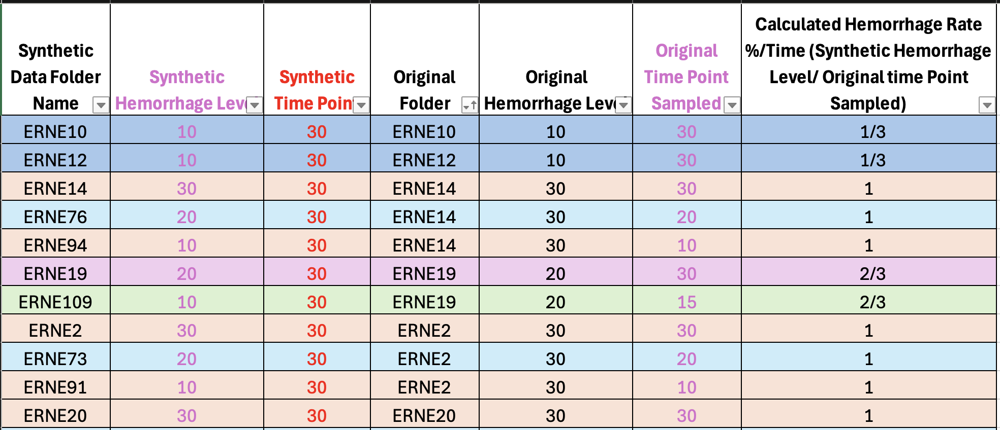 Synthetic
Data Folder
Name
Synthetic
Hemorrhage
Synthetic
Time
Original
Folder
Original
Hemorrhage
Original
Time Point
Sampled
Calculated Hemorrhage Rate
%/Time (Synthetic Hemorrhage
Level/ Original time Point
Sampled)
ERNE10 10 30 ERNE10 10 30 1/3
ERNE12 10 30 ERNE12 10 30 1/3
ERNE14 30 30 ERNE14 30 30 1
ERNE76 20 30 ERNE14 30 20 1
ERNE94 10 30 ERNE14 30 10 1
ERNE19 20 30 ERNE19 20 30 2/3
ERNE109 10 30 ERNE19 20 15 2/3
ERNE2 30 30 ERNE2 30 30 1
ERNE73 20 30 ERNE2 30 20 1
ERNE91 10 30 ERNE2 30 10 1
ERNE20 30 30 ERNE20 30 30 1